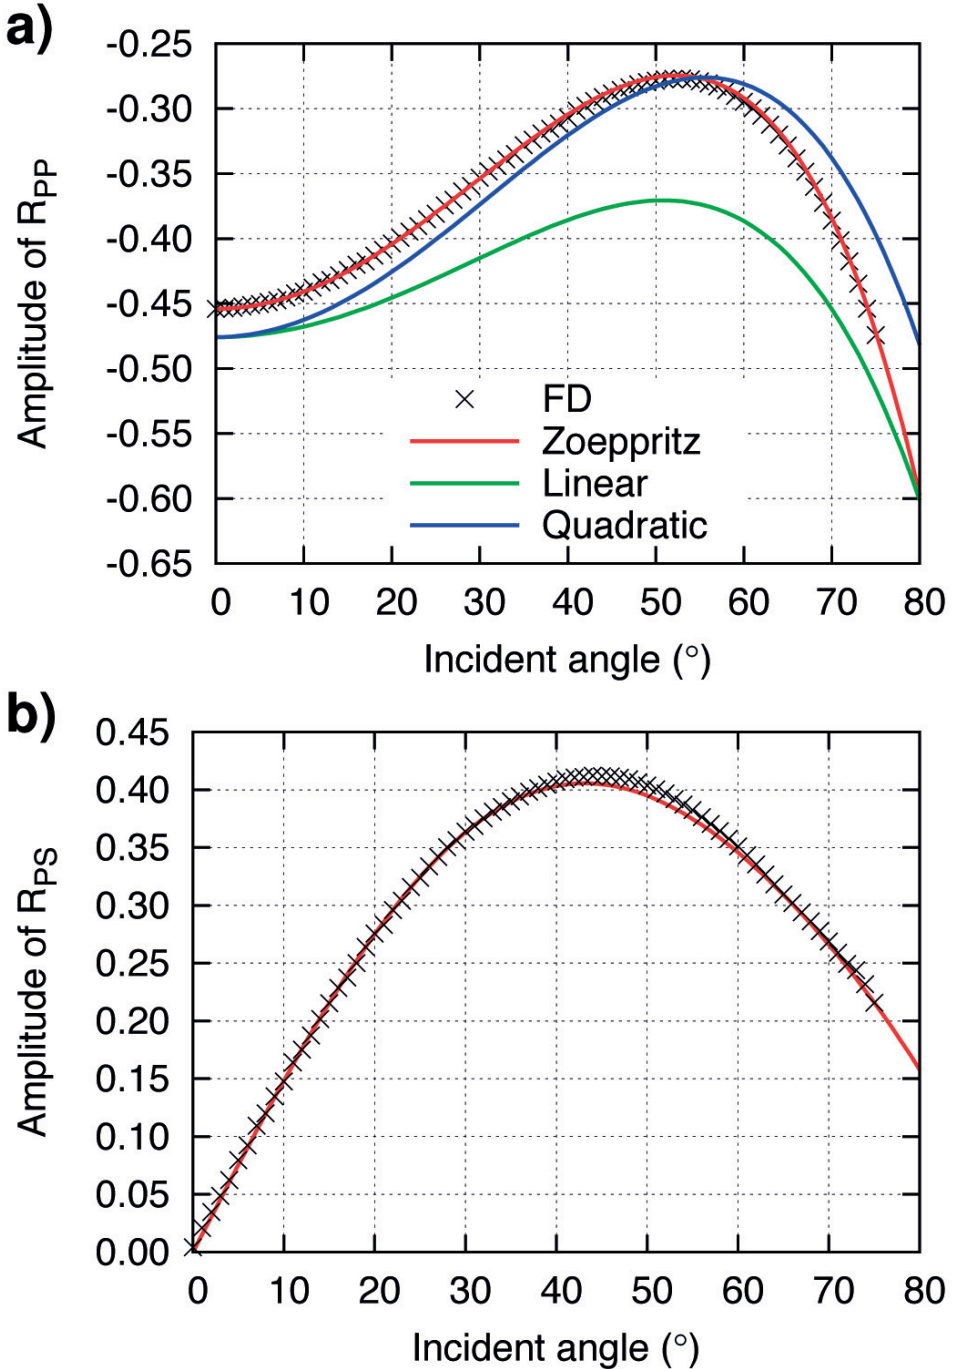 a)
-0.25
-0.30
-0.35
-0.40
-0.45
-0.50
-0.55
-0.60
-0.65
Amplitude of RPP
FD
Zoeppritz
Linear
Quadratic
0 10 20 30 40 50 60 70 80
Incident angle (°)
b)
0.45
0.40
0.35
0.30
0.25
0.20
0.15
0.10
0.05
0.00
Amplitude of RPS
0 10 20 30 40 50 60 70 80
Incident angle (°)